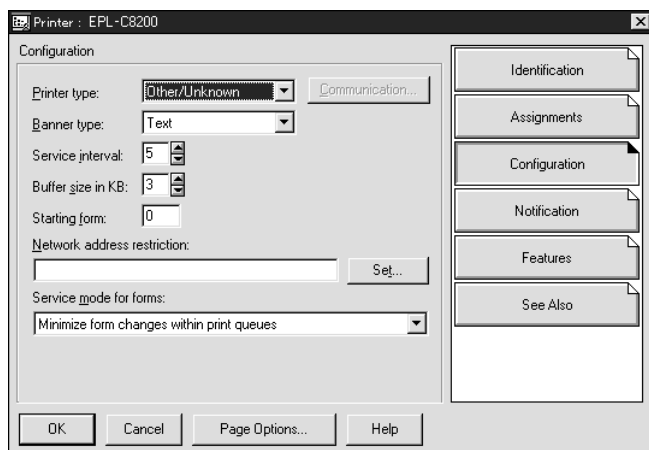 Printer : EPL-C8200
Configuration
Printer type: Other/Unknown Communication...
Banner type: Text
Service interval: 5
Buffer size in KB: 3
Starting form: 0
Network address restriction:
Set...
Service mode for forms:
Minimize form changes within print queues
OK Cancel Page Options... Help
Identification
Assignments
Configuration
Notification
Features
See Also